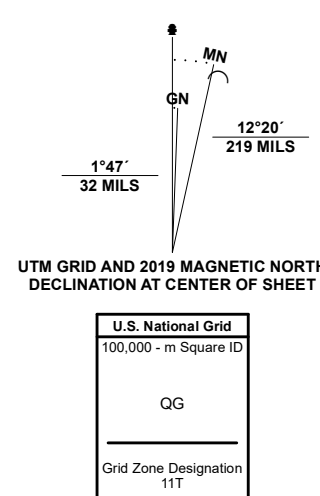 MN
GN
12°20´
219 MILS
1°47´
32 MILS
UTM GRID AND 2019 MAGNETIC NORTH
DECLINATION AT CENTER OF SHEET
U.S. National Grid
100,000 - m Square ID
QG
Grid Zone Designation
11T